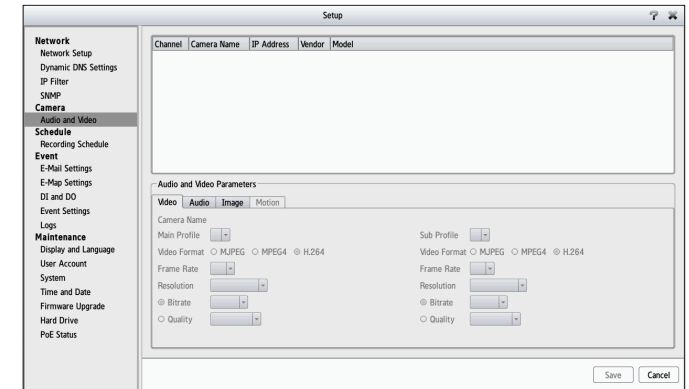 Setup
Network
Network Setup
Dynamic DNS Settings
IP Filter
SNMP
Camera
Audio and Video
Schedule
Recording Schedule
Event
E-Mail Settings
E-Map Settings
DI and DO
Event Settings
Logs
Maintenance
Display and Language
User Account
System
Time and Date
Firmware Upgrade
Hard Drive
PoE Status
Channel Camera Name IP Address Vendor Model
Audio and Video Parameters
Video Audio Image Motion
Camera Name
Main Profile Sub Profile
Video Format MJPEG MPEG4 H.264 Video Format MJPEG MPEG4 H.264
Frame Rate Frame Rate
Resolution Resolution
Bitrate Bitrate
Quality Quality
Save Cancel